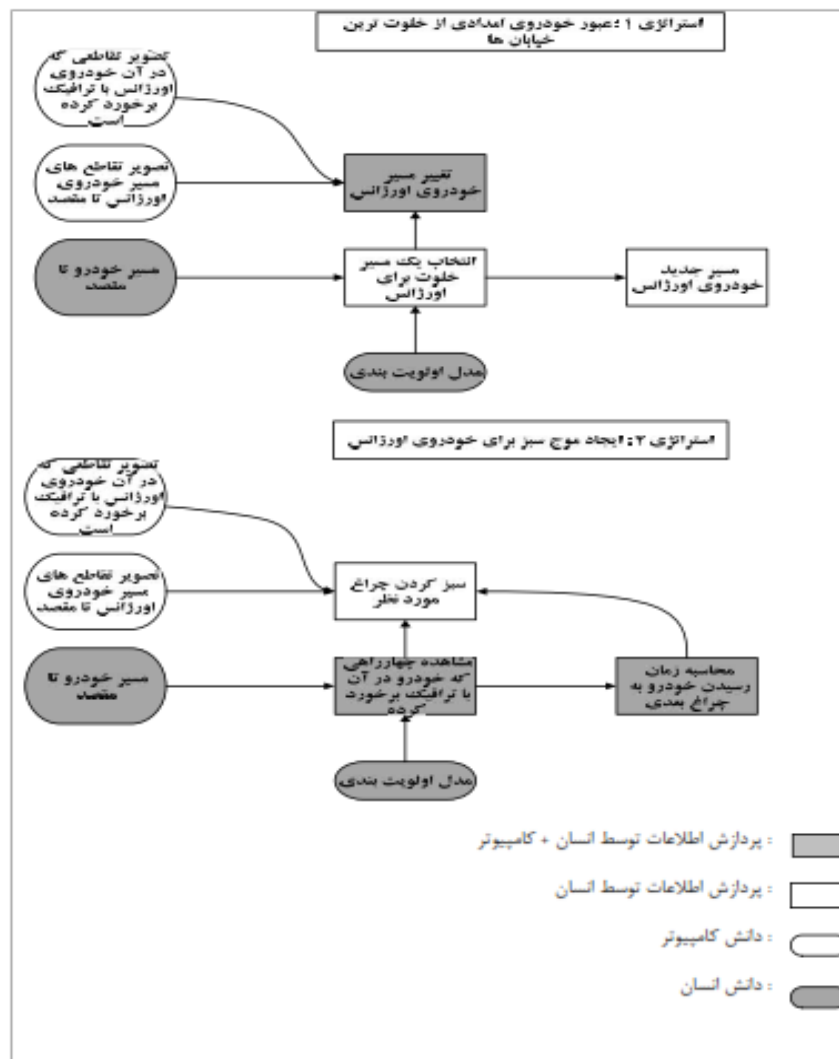 استراتژی ۱ :عبور خودروی امدادی از خلوت ترین
خیابان ها
تصویر تقاطعی که
در آن خودروی
اورژانس با ترافیک
برخورد کرده
است
تصویر تقاطع های
مسیر خودروی
اورژانس تا مقصد
تغییر مسیر
خودروی اورژانس
مسیر خودرو تا
مقصد
انتخاب یک مسیر
خلوت برای
اورژانس
مسیر جدید
خودروی اورژانس
مدل اولویت بندی
استراتژی ۲: ایجاد موج سبز برای خودروی اورژانس
تصویر تقاطعی که
در آن خودروی
اورژانس با ترافیک
برخورد کرده
است
تصویر تقاطع های
مسیر خودروی
اورژانس تا مقصد
سبز کردن چراغ
مورد نظر
مسیر خودرو تا
مقصد
مشاهده چهارراهی
که خودرو در آن
با ترافیک برخورد
کرده
محاسبه زمان
رسیدن خودرو به
چراغ بعدی
مدل اولویت بندی
: پردازش اطلاعات توسط انسان + کامپیوتر
: پردازش اطلاعات توسط انسان
: دانش کامپیوتر
: دانش انسان